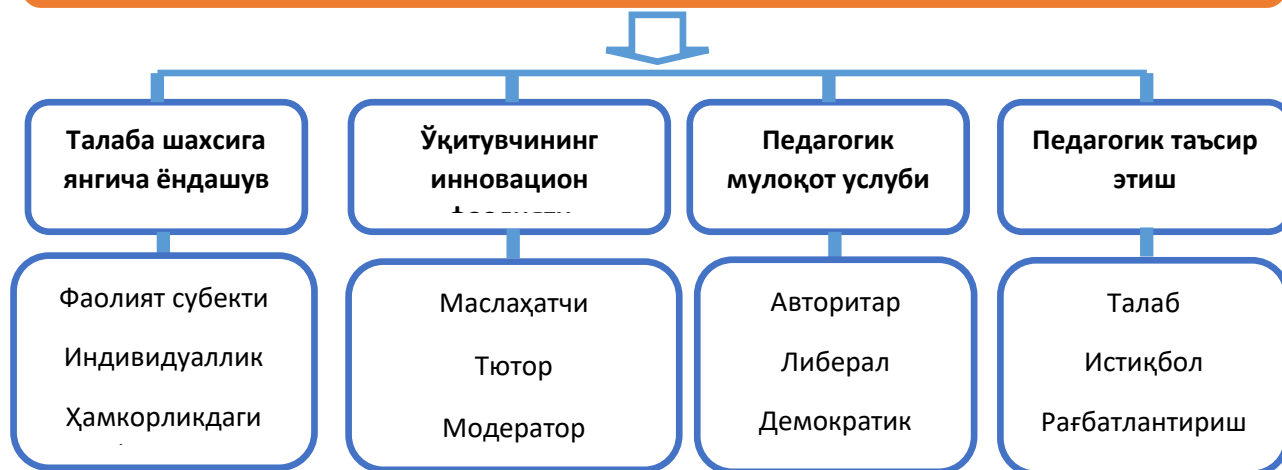 Талаба шахсига
янгича ёндашув
Ўқитувчининг
инновацион
Педагогик
мулоқот услуби
Педагогик таъсир
этиш
Фаолият субекти
Индивидуаллик
Ҳамкорликдаги
Маслаҳатчи
Тютор
Модератор
Авторитар
Либерал
Демократик
Талаб
Истиқбол
Рағбатлантириш